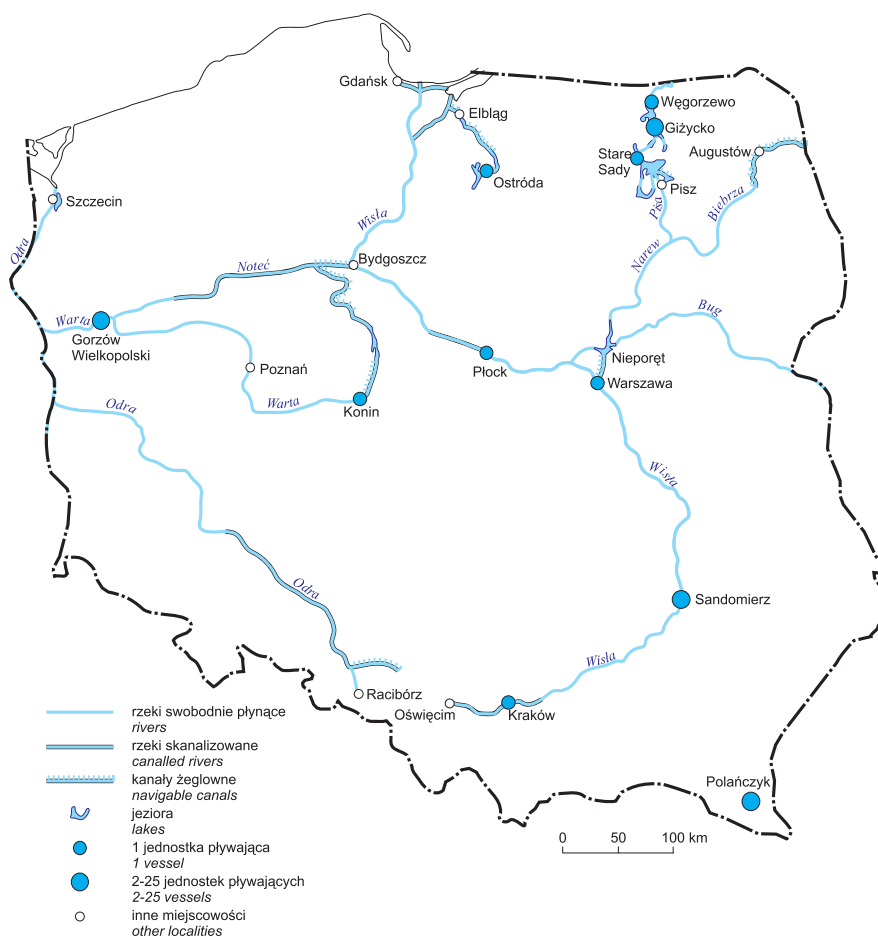 Gdańsk
Elbląg
Węgorzewo
Giżycko
Stare
Sady
Augustów
Pisz
Ostróda
Szczecin
Odra
Wisła
Pisa
Biebrza
Narew
Bydgoszcz
Noteć
Bug
Warta
Gorzów
Wielkopolski
Nieporęt
Płock
Poznań
Warszawa
Warta
Konin
Odra
Wisła
Odra
Sandomierz
Wisła
Racibórz
Oświęcim
Kraków
Polańczyk
rzeki swobodnie płynące
rivers
rzeki skanalizowane
canalled rivers
kanały żeglowne
navigable canals
jeziora
lakes
1 jednostka pływająca
1 vessel
2-25 jednostek pływających
2-25 vessels
inne miejscowości
other localities
0 50 100 km